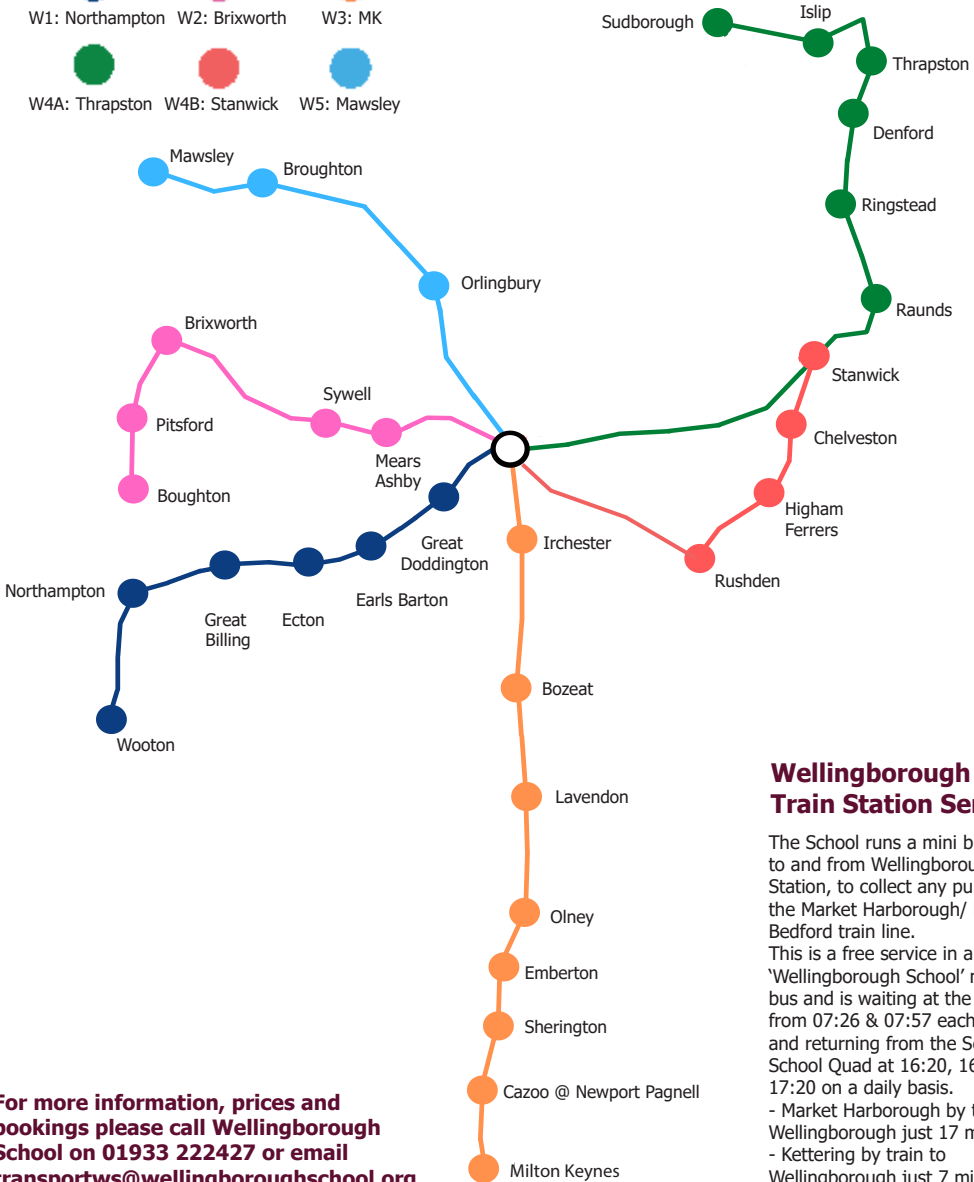 W1: Northampton W2: Brixworth W3: MK
W4A: Thrapston W4B: Stanwick W5: Mawsley
Sudborough
Islip
Thrapston
Denford
Ringstead
Raunds
Stanwick
Chelveston
Higham
Ferrers
Rushden
Mawsley
Broughton
Orlingbury
Brixworth
Pitsford
Boughton
Sywell
Mears
Ashby
Great
Doddington
Earls Barton
Ecton
Great
Billing
Northampton
Wooton
Irchester
Bozeat
Lavendon
Olney
Emberton
Sherington
Cazoo @ Newport Pagnell
Milton Keynes
Wellingborough
Train Station
The School runs a mini
to and from
Station, to collect any
the Market Harborough/
Bedford train line.
This is a free service in a
‘Wellingborough School’
bus and is waiting at the
from 07:26 & 07:57 each
and returning from the
School Quad at 16:20,
17:20 on a daily basis.
- Market Harborough by
Wellingborough just 17
- Kettering by train to
Wellingborough just 7
For more information, prices and
bookings please call Wellingborough
School on 01933 222427 or email
transportws@wellingboroughschool.org